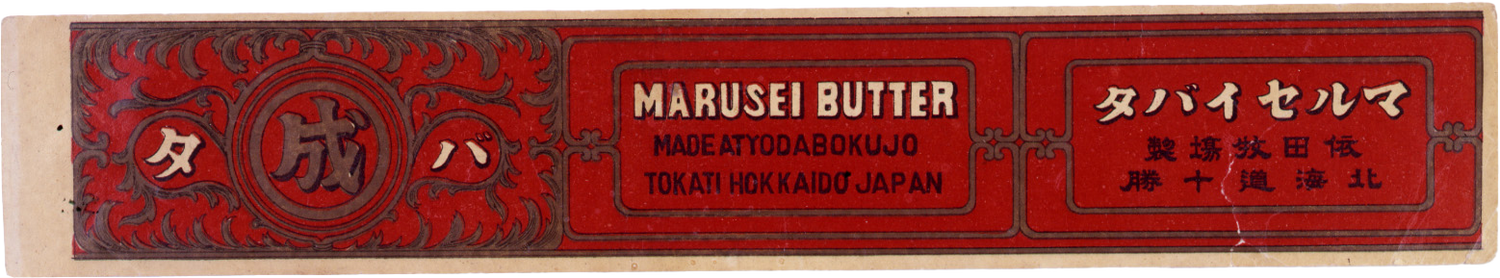 バ成タ
MARUSEI BUTTER
MADE AT YODABOKUJO
TOKATI HOKKAIDO JAPAN
マルセイバタ
依田牧塲製
北海道十勝